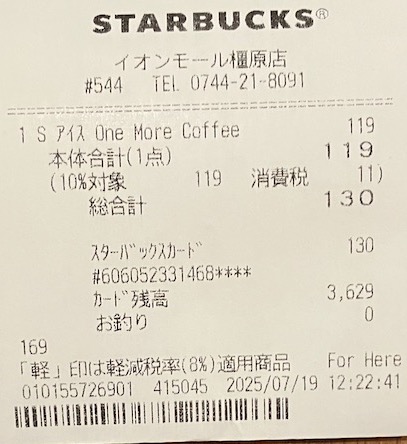 STARBUCKS®
イオンモール橿原店
#544 TEL 0744-21-8091
1 S ｱｲｽ One More Coffee 119
本体合計(1点) 119
(10%対象 119 消費税 11)
総合計 130
ｽﾀｰﾊﾞｯｸｽｶｰﾄﾞ 130
#606052331468****
ｶｰﾄﾞ残高 3,629
お釣り 0
169
「軽」印は軽減税率(8%)適用商品 For Here
010155726901 415045 2025/07/19 12:22:41